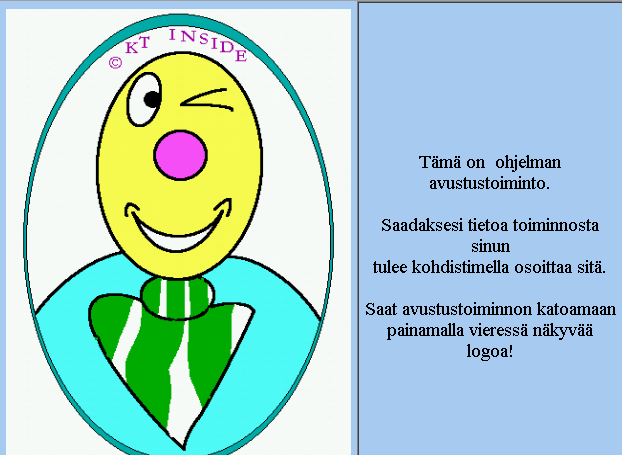 © KT INSIDE
Tämä on ohjelman
avustustoiminto.
Saadaksesi tietoa toiminnosta
sinun
tulee kohdistimella osoittaa sitä.
Saat avustustoiminnon katoamaan
painamalla vieressä näkyvää
logoa!